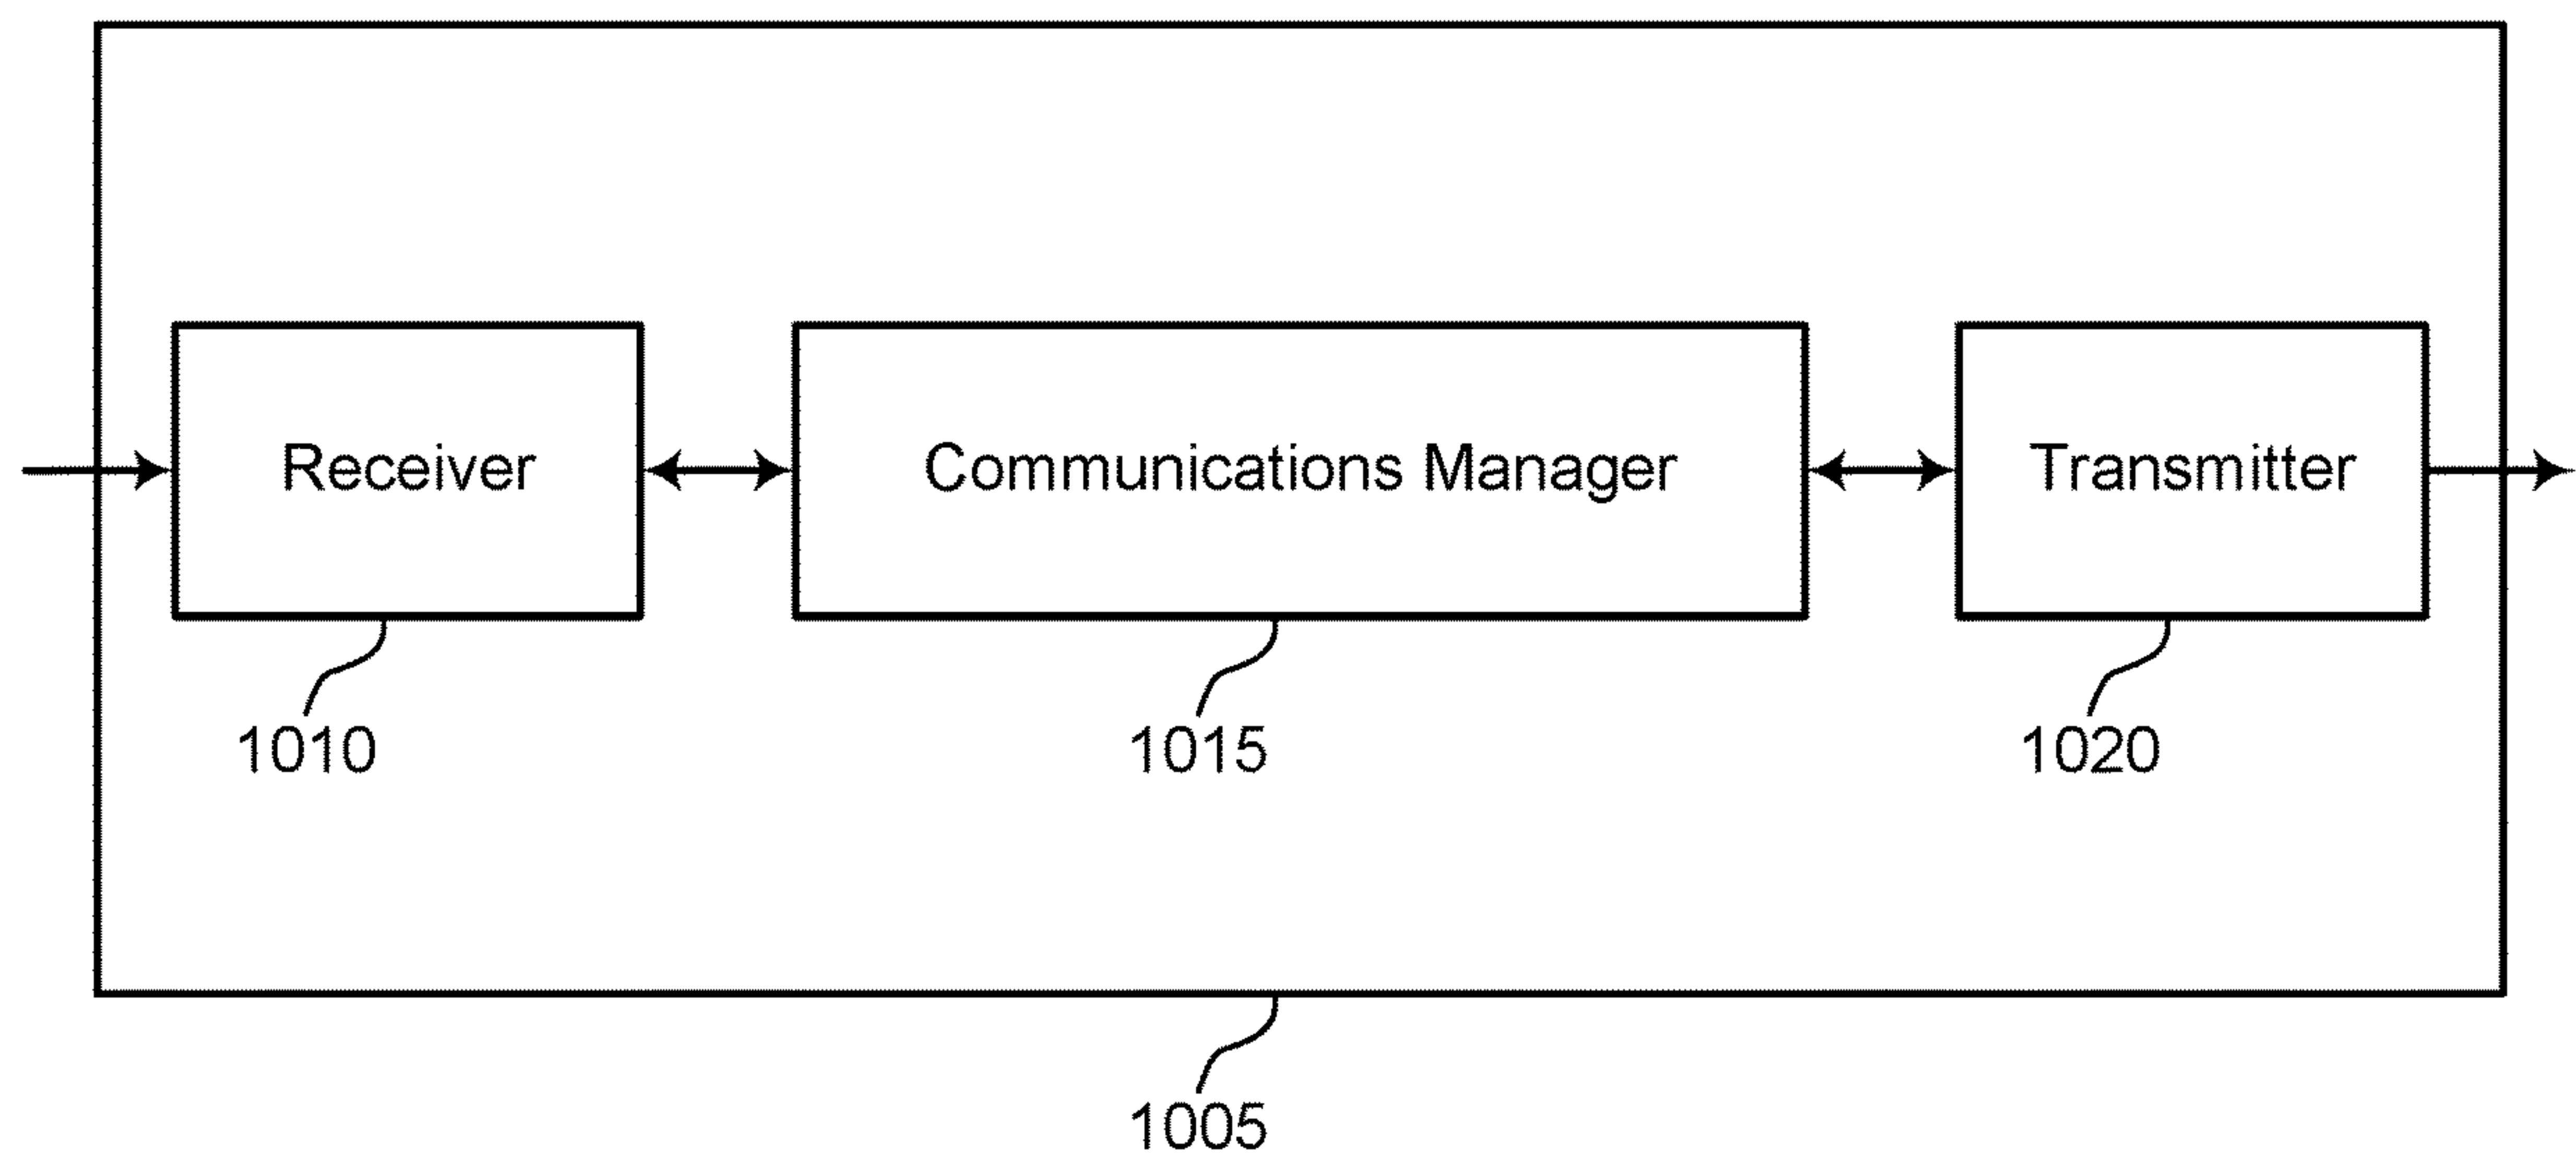 Receiver
Communications Manager
Transmitter
1010
1015
1020
1005